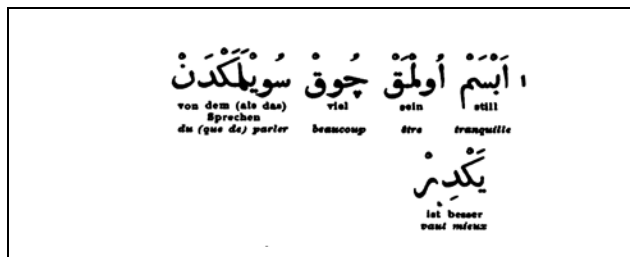 ١ اَبْسَمْ اُولْمَقْ چُوقْ سُويْلَمَكْدَنْ
von dem (als das) viel sein still
Sprechen
du (que de) parler beaucoup être tranquille
يَكْدِرْ
ist besser
vaut mieux